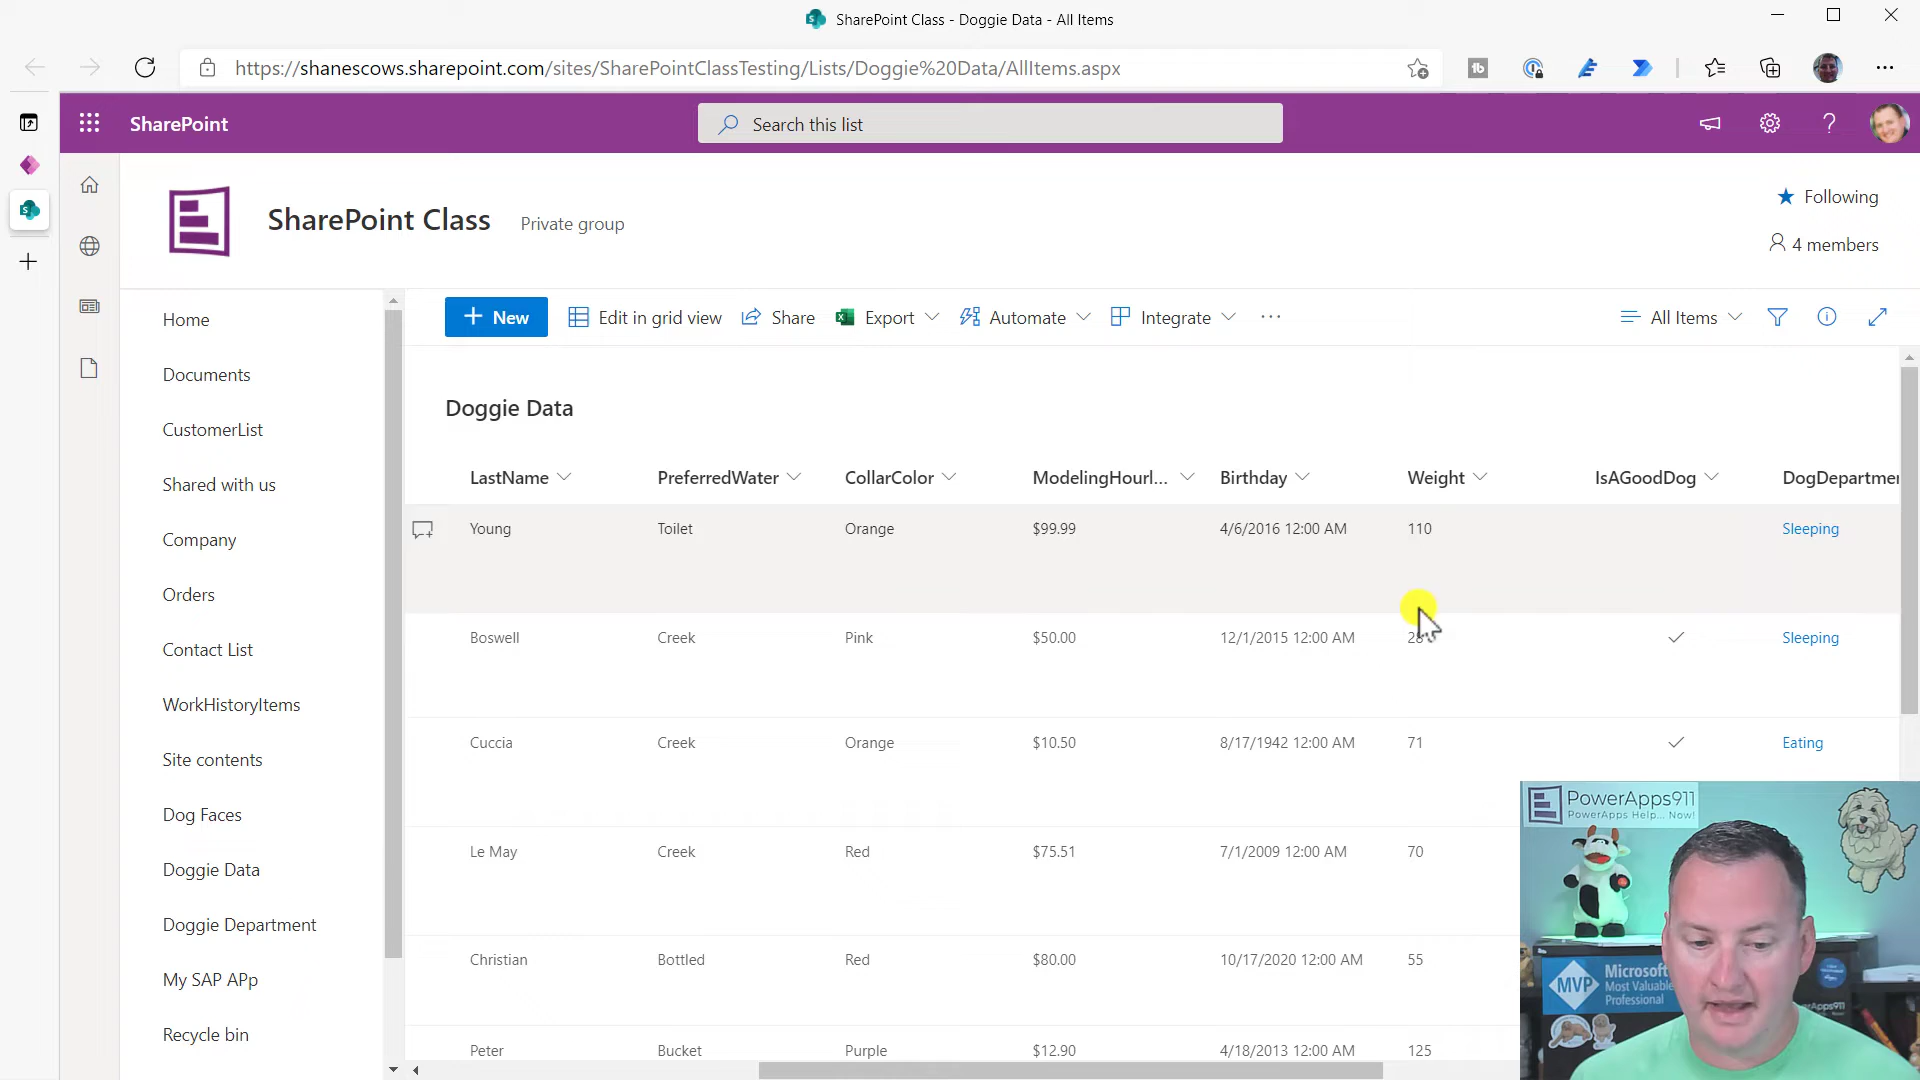 SharePoint Class - Doggie Data - All Items
https://shanescows.sharepoint.com/sites/SharePointClassTesting/Lists/Doggie%20Data/AllItems.aspx
SharePoint
Search this list
SharePoint Class
Private group
Following
4 members
Home
Documents
CustomerList
Shared with us
Company
Orders
Contact List
WorkHistoryItems
Site contents
Dog Faces
Doggie Data
Doggie Department
My SAP APp
Recycle bin
New
Edit in grid view
Share
Export
Automate
Integrate
All Items
Doggie Data
LastName PreferredWater CollarColor ModelingHourl... Birthday Weight IsAGoodDog DogDepartmen
Young Toilet Orange $99.99 4/6/2016 12:00 AM 110 Sleeping
Boswell Creek Pink $50.00 12/1/2015 12:00 AM Sleeping
Cuccia Creek Orange $10.50 8/17/1942 12:00 AM 71 Eating
Le May Creek Red $75.51 7/1/2009 12:00 AM 70
Christian Bottled Red $80.00 10/17/2020 12:00 AM 55
Peter Bucket Purple $12.90 4/18/2013 12:00 AM 125
PowerApps911
PowerApps Help... Now!
MVP
Microsoft
Most Valuable
Professional